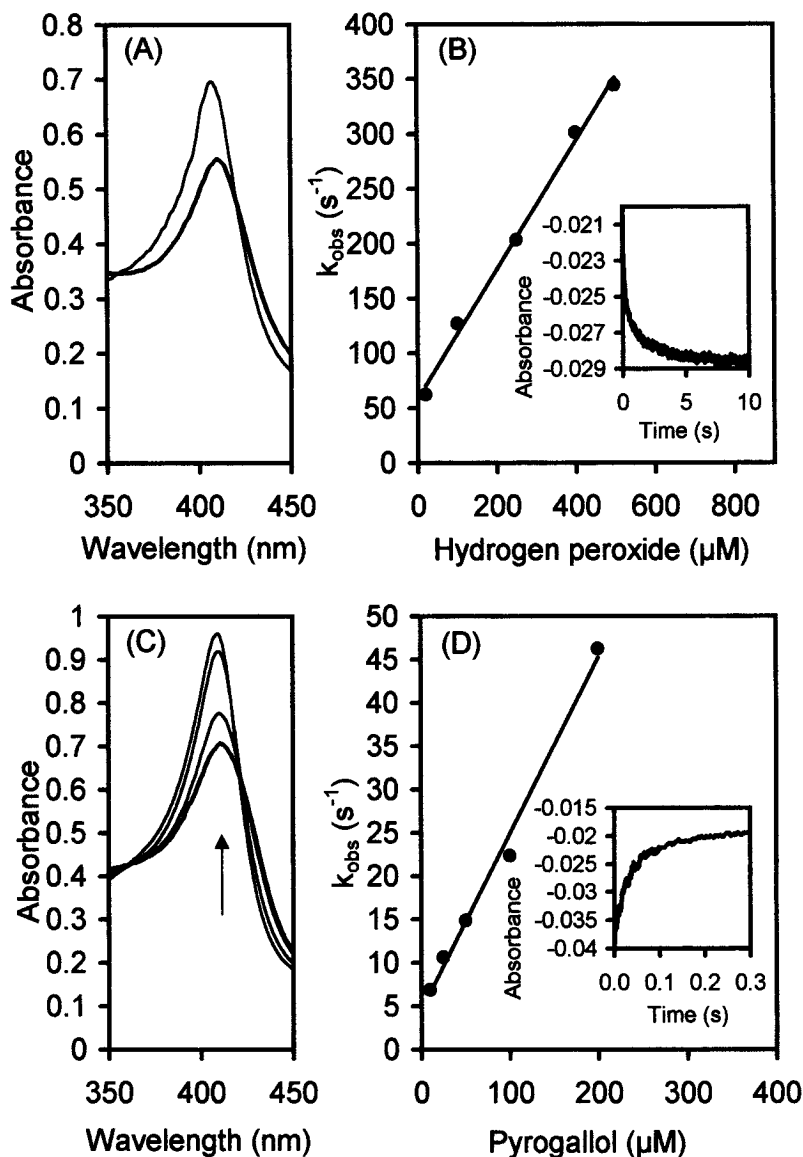 (A)
0.8
0.7
0.6
0.5
0.4
0.3
0.2
0.1
0
Absorbance
350 400 450
Wavelength (nm)
(B)
400
350
300
250
200
150
100
50
0
kobs (s-1)
0 200 400 600 800
Hydrogen peroxide (µM)
-0.021
-0.023
-0.025
-0.027
-0.029
Absorbance
0 5 10
Time (s)
(C)
1
0.9
0.8
0.7
0.6
0.5
0.4
0.3
0.2
0.1
0
Absorbance
350 400 450
Wavelength (nm)
(D)
50
45
40
35
30
25
20
15
10
5
0
kobs (s-1)
0 100 200 300 400
Pyrogallol (µM)
-0.015
-0.02
-0.025
-0.03
-0.035
-0.04
Absorbance
0.0 0.1 0.2 0.3
Time (s)